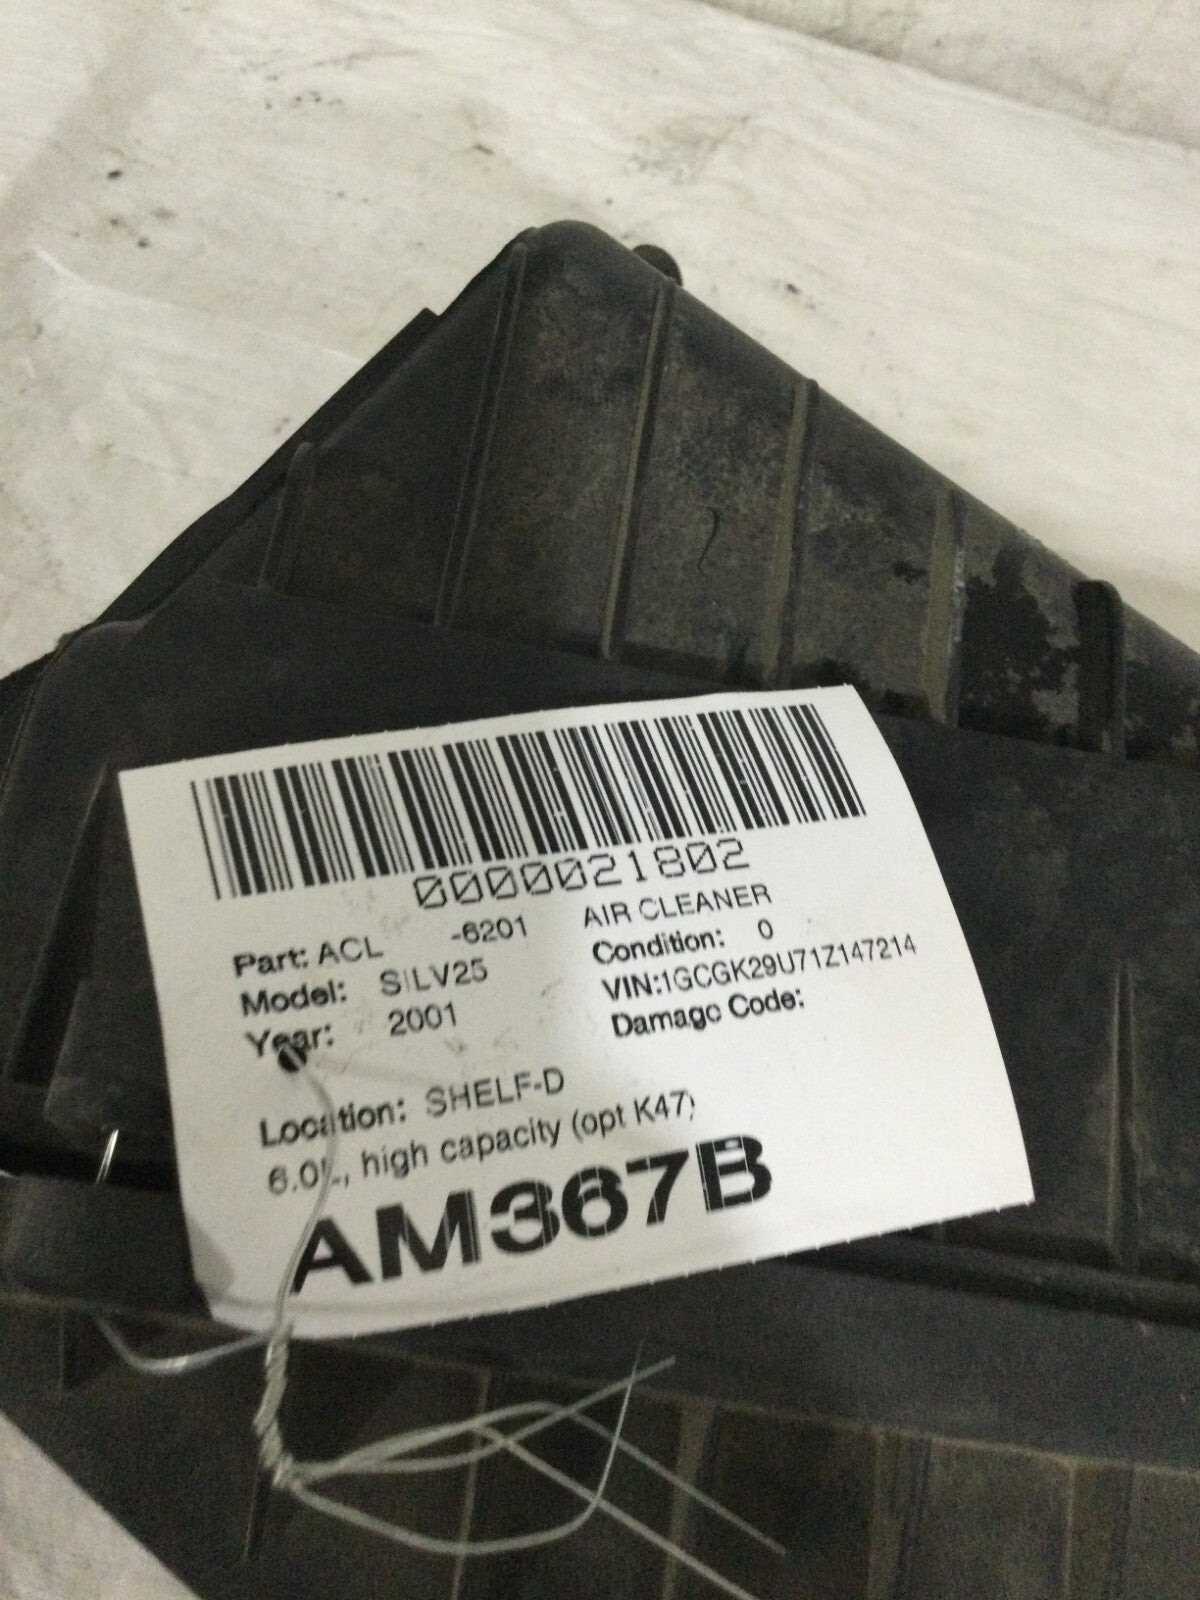 0000021802
Part: ACL -6201 AIR CLEANER
Model: SILV25 Condition: 0
Year: 2001 VIN:1GCGK29U71Z147214
Damage Code:
Location: SHELF-D
6.0L, high capacity (opt K47)
AM367B